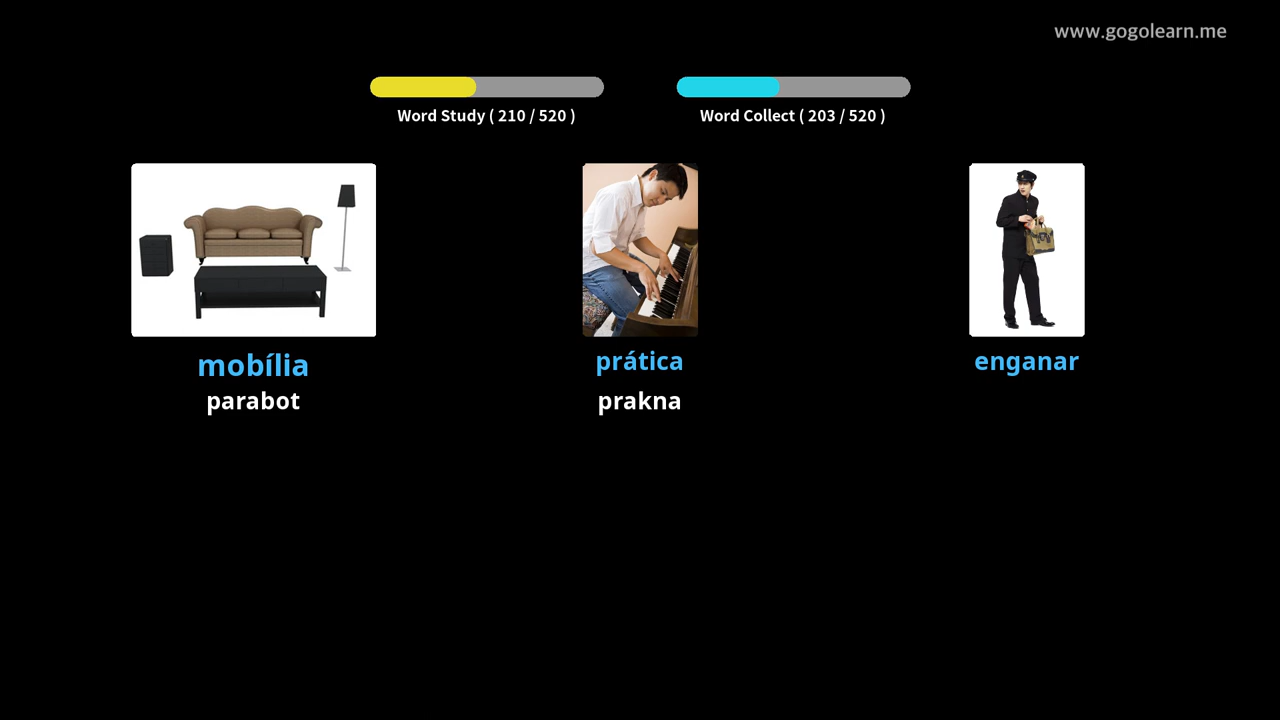 www.gogolearn.me
Word Study ( 210 / 520 )
Word Collect ( 203 / 520 )
mobília
prática
enganar
parabot
prakna